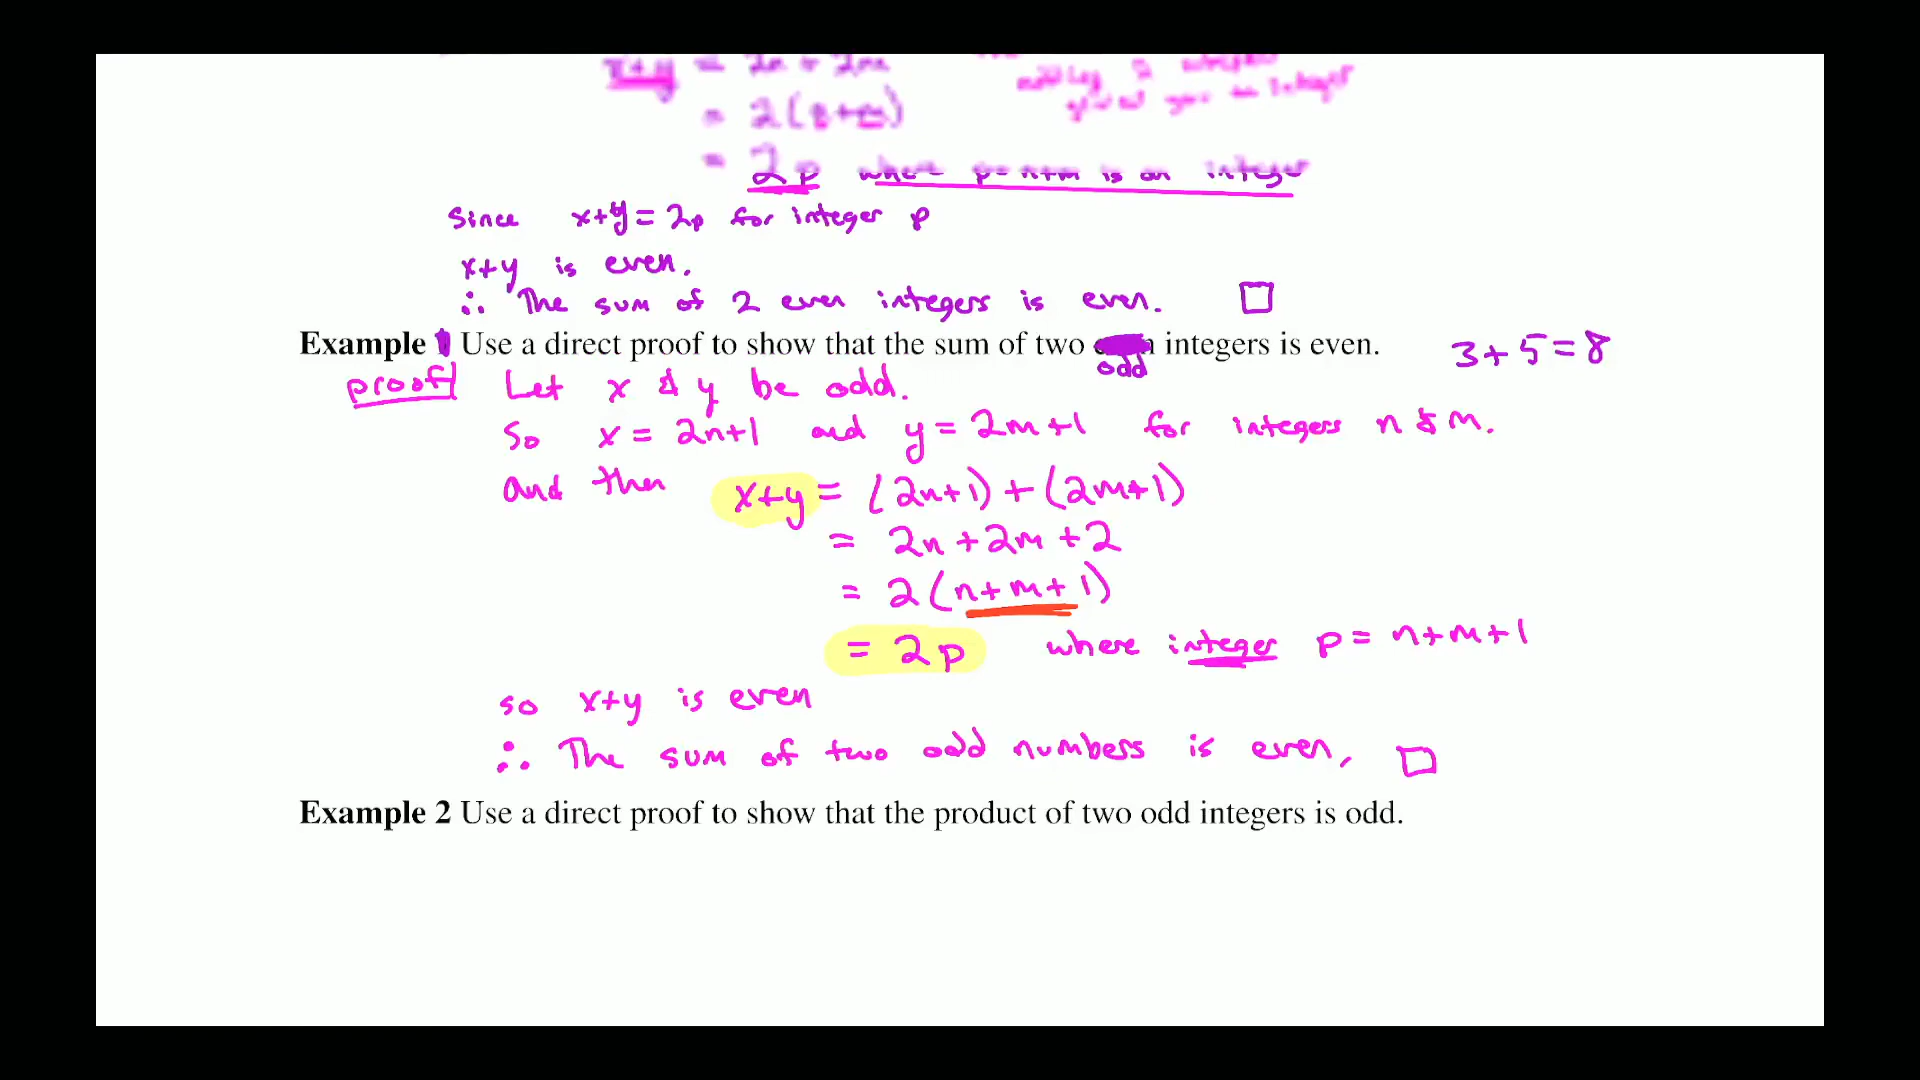 x+y = 2n + 2m
= 2(n+m)
= 2p where p=n+m is an integer
Since x+y = 2p for integer p
x+y is even.
∴ The sum of 2 even integers is even. □
Example 1 Use a direct proof to show that the sum of two odd integers is even. 3+5=8
proof Let x & y be odd.
So x = 2n+1 and y = 2m+1 for integers n & m.
and then x+y = (2n+1) + (2m+1)
= 2n + 2m + 2
= 2(n+m+1)
= 2p where integer p = n+m+1
so x+y is even
∴ The sum of two odd numbers is even. □
Example 2 Use a direct proof to show that the product of two odd integers is odd.